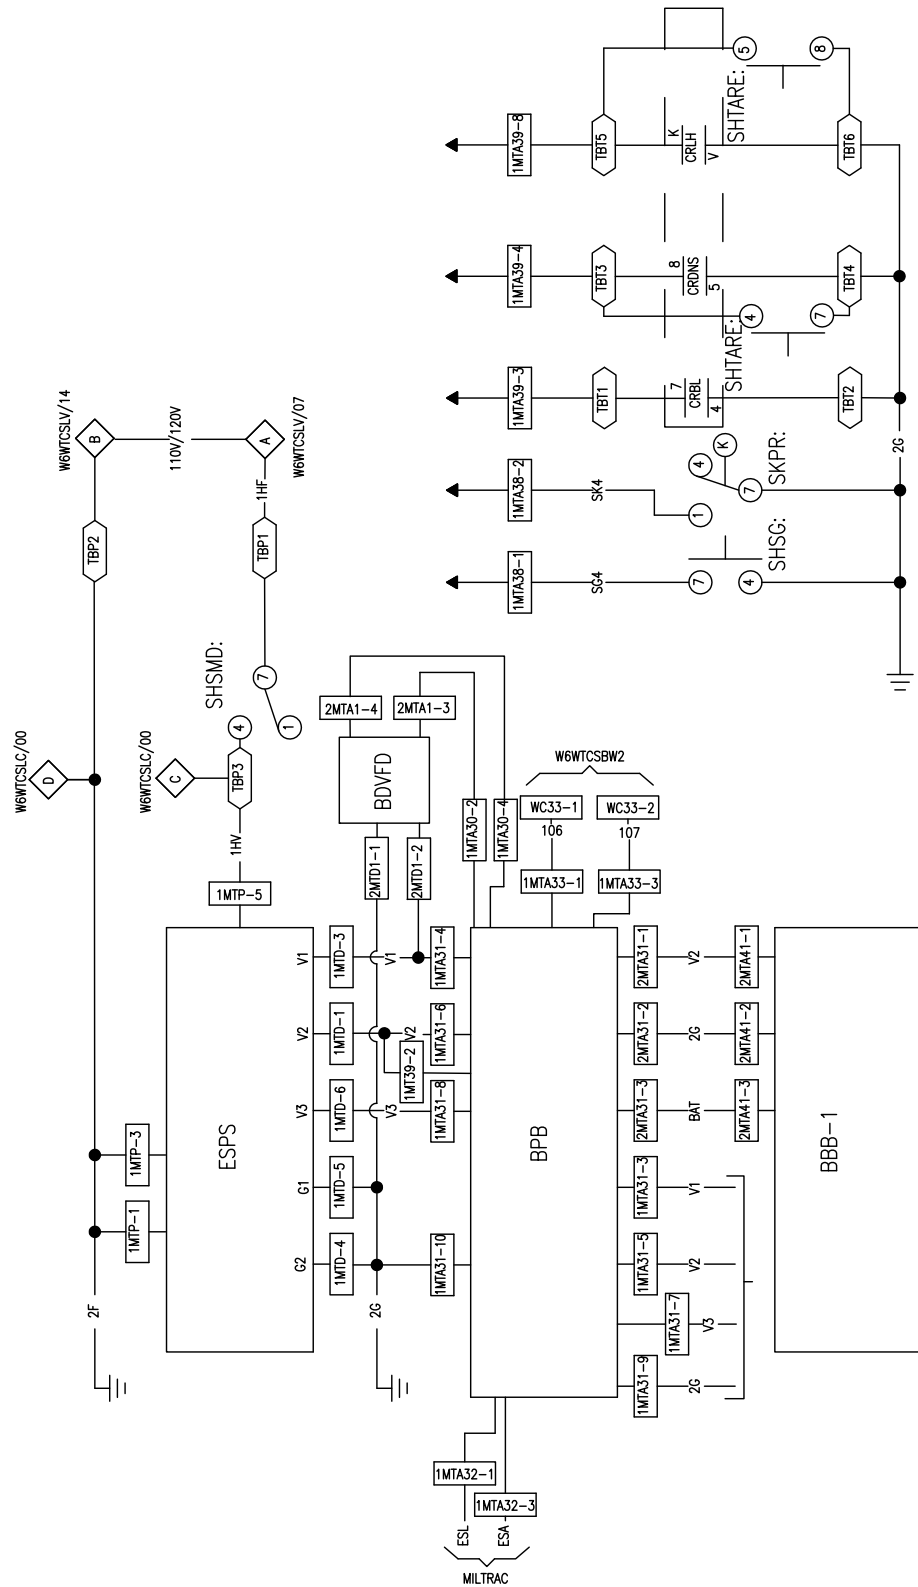 W6WTCSLV/14
B
110V/120V
A
W6WTCSLV/07
TBP2
1HF
TBP1
7
1
SHSMD:
4
W6WTCSLC/00
D
W6WTCSLC/00
C
TBP3
1HV
1MTP-5
1MTP-3
1MTP-1
2F
ESPS
V1
V2
V3
G1
G2
1MTD-3
1MTD-1
1MTD-6
1MTD-5
1MTD-4
V1
V2
V3
2G
2MTA1-4
2MTA1-3
BDVFD
2MTD1-1
2MTD1-2
1MTA30-2
1MTA30-4
W6WTCSBW2
WC33-1
WC33-2
106
107
1MTA33-1
1MTA33-3
1MTA31-4
1MTA31-6
1MT39-2
1MTA31-8
1MTA31-10
BPB
2MTA31-1
2MTA31-2
2MTA31-3
1MTA31-3
1MTA31-5
1MTA31-7
1MTA31-9
V2
2G
BAT
V1
V2
V3
2G
2MTA41-1
2MTA41-2
2MTA41-3
BBB-1
1MTA32-1
1MTA32-3
ESL
ESA
MILTRAC
1MTA39-8
TBT5
K
CRLH
V
SHTARE:
5
8
TBT6
1MTA39-4
TBT3
8
CRDNS
5
SHTARE:
4
7
TBT4
1MTA39-3
TBT1
7
CRBL
4
TBT2
1MTA38-2
SK4
1
4
K
7
SKPR:
1MTA38-1
SG4
7
4
SHSG:
2G